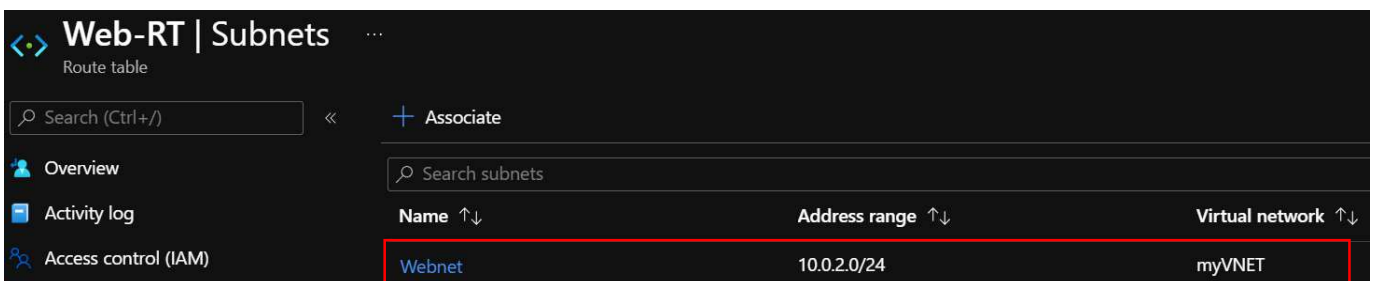 Web-RT | Subnets ...
Route table
Search (Ctrl+/) «
+ Associate
Overview
Search subnets
Activity log
Name ↑↓ Address range ↑↓ Virtual network ↑↓
Access control (IAM)
Webnet 10.0.2.0/24 myVNET